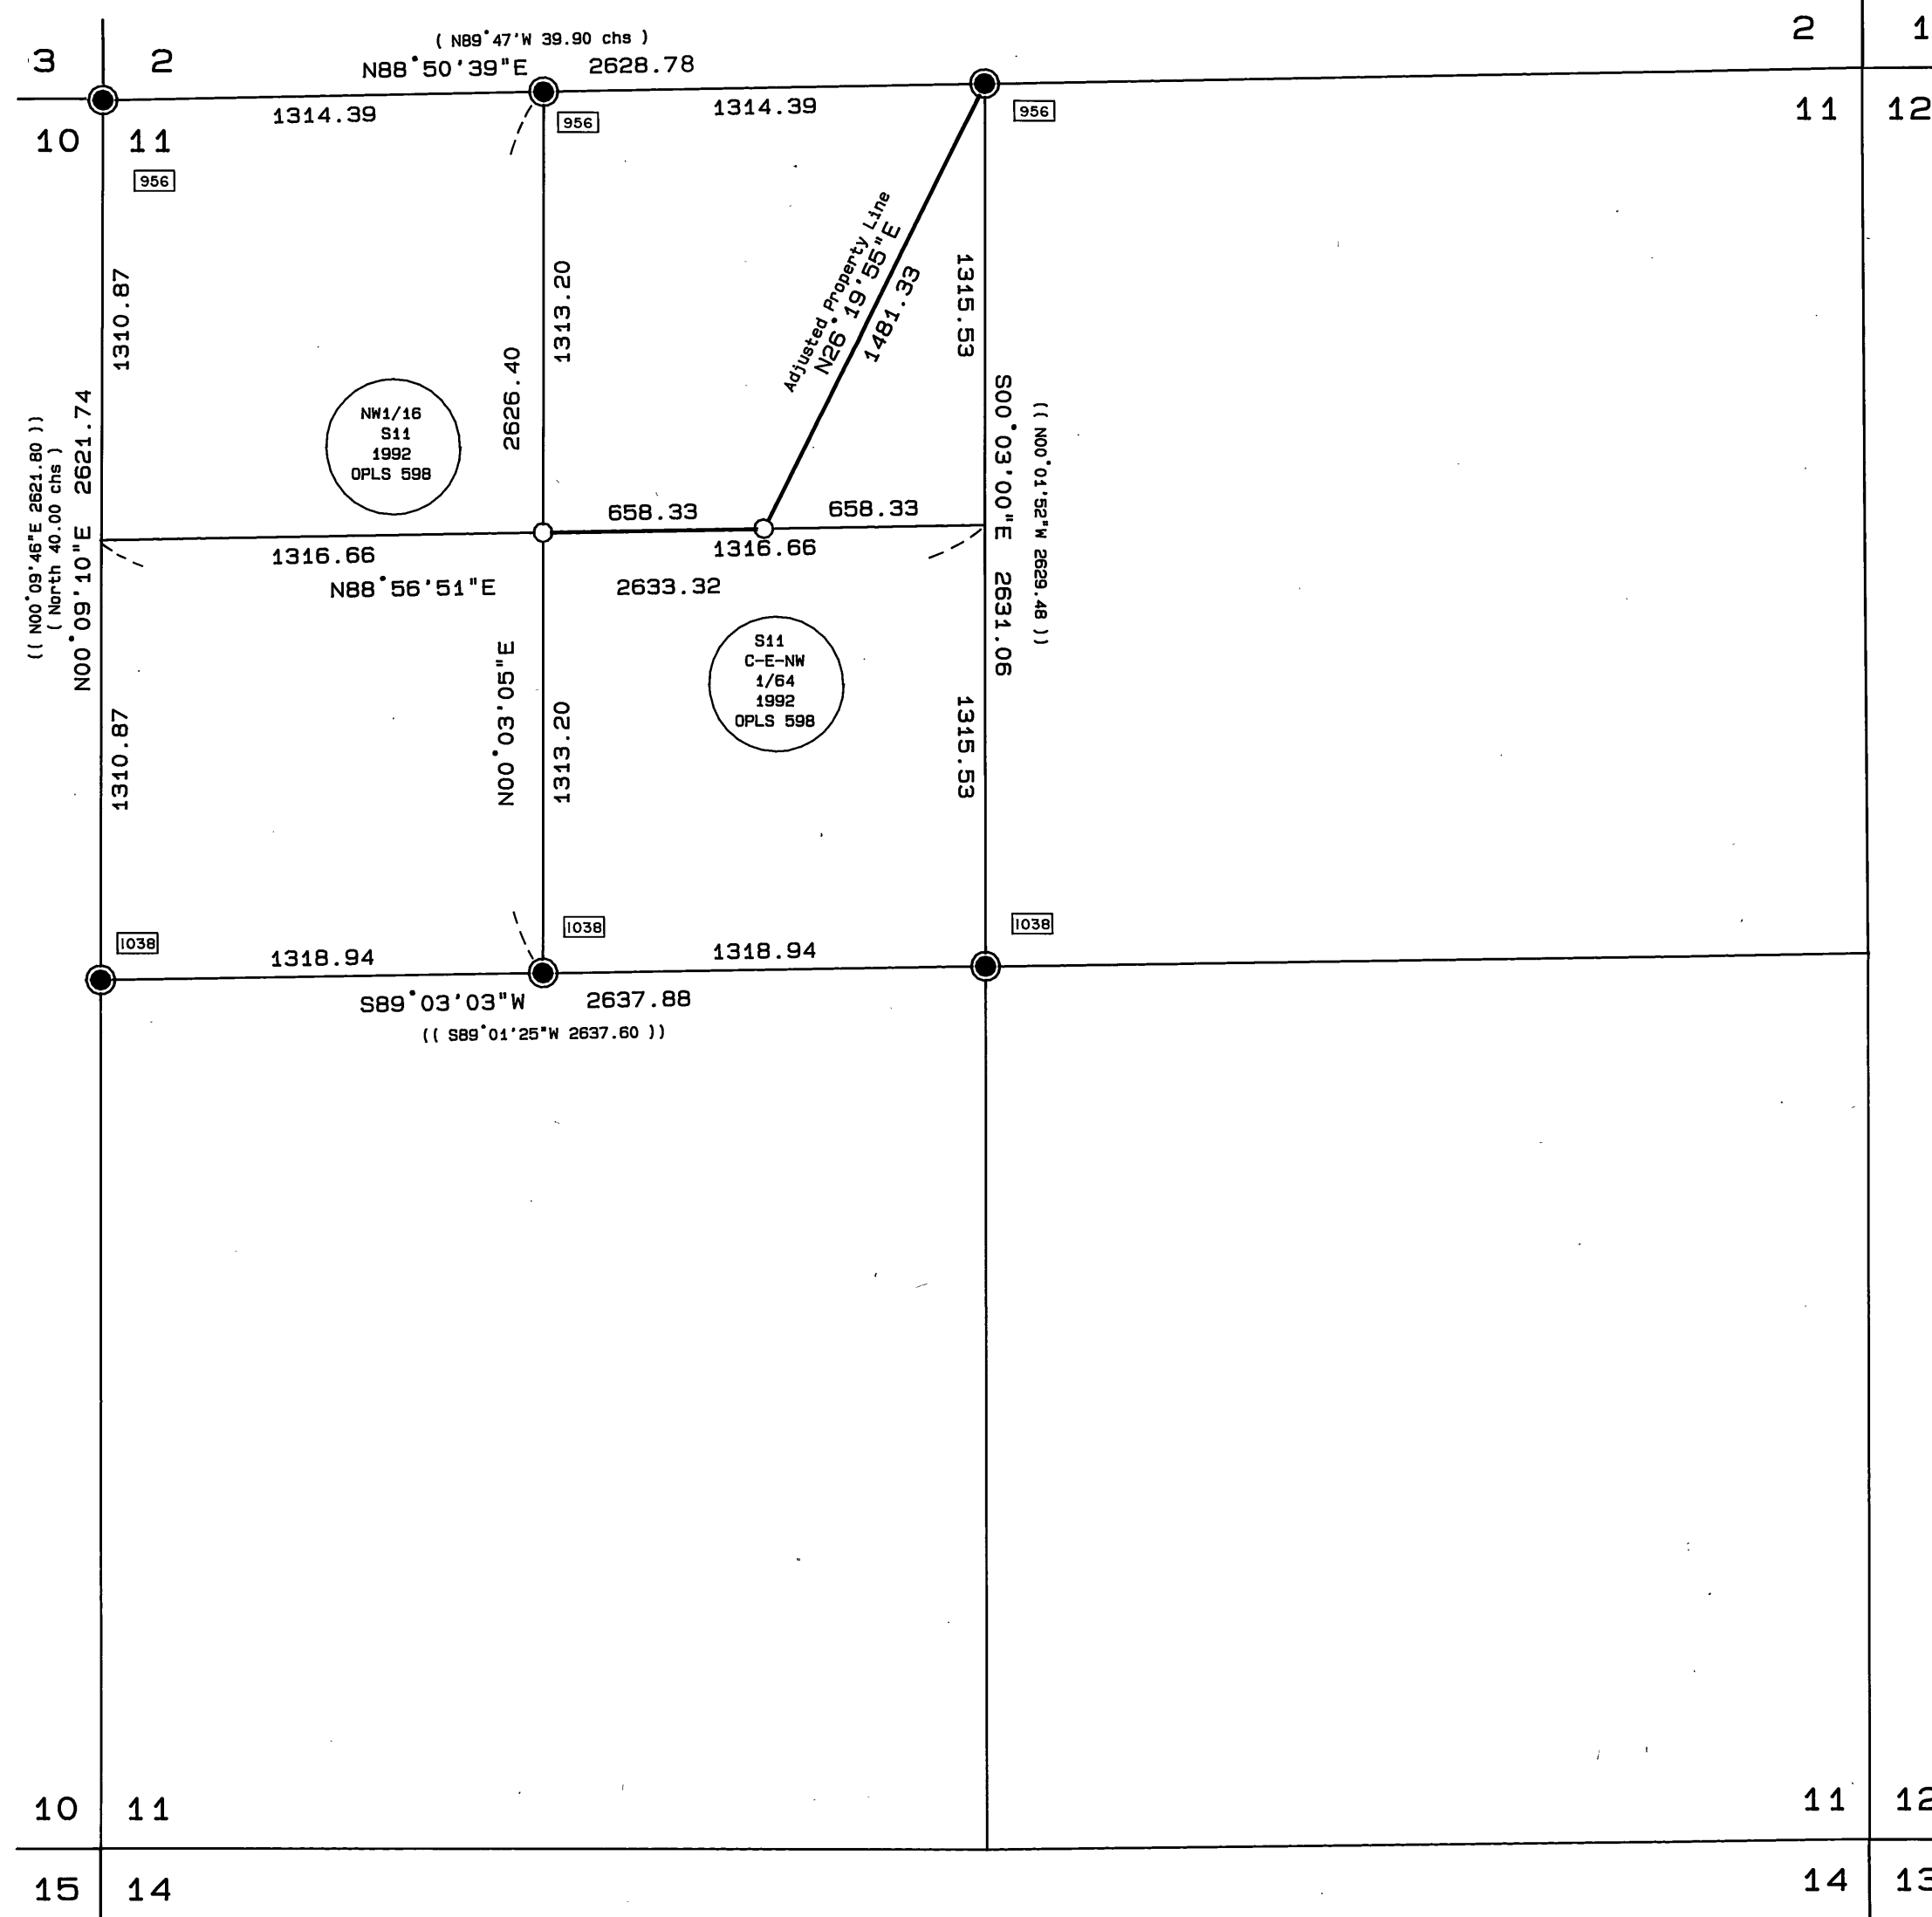 3 2
( N89°47'W 39.90 chs )
N88°50'39"E 2628.78
2 1
1314.39
1314.39
956
956
10 11
11 12
956
1310.87
1313.20
2626.40
Adjusted Property Line
N26°19'55"E
1481.33
1315.53
NW1/16
S11
1992
OPLS 598
(( N00°09'46"E 2621.80 ))
( North 40.00 chs )
N00°09'10"E 2621.74
S00°03'00"E 2631.06
(( N00°01'52"W 2629.48 ))
658.33
658.33
1316.66
1316.66
N88°56'51"E 2633.32
S11
C-E-NW
1/64
1992
OPLS 598
N00°03'05"E
1310.87
1313.20
1315.53
1038
1038
1038
1318.94
1318.94
S89°03'03"W 2637.88
(( S89°01'25"W 2637.60 ))
10 11
11 12
15 14
14 13